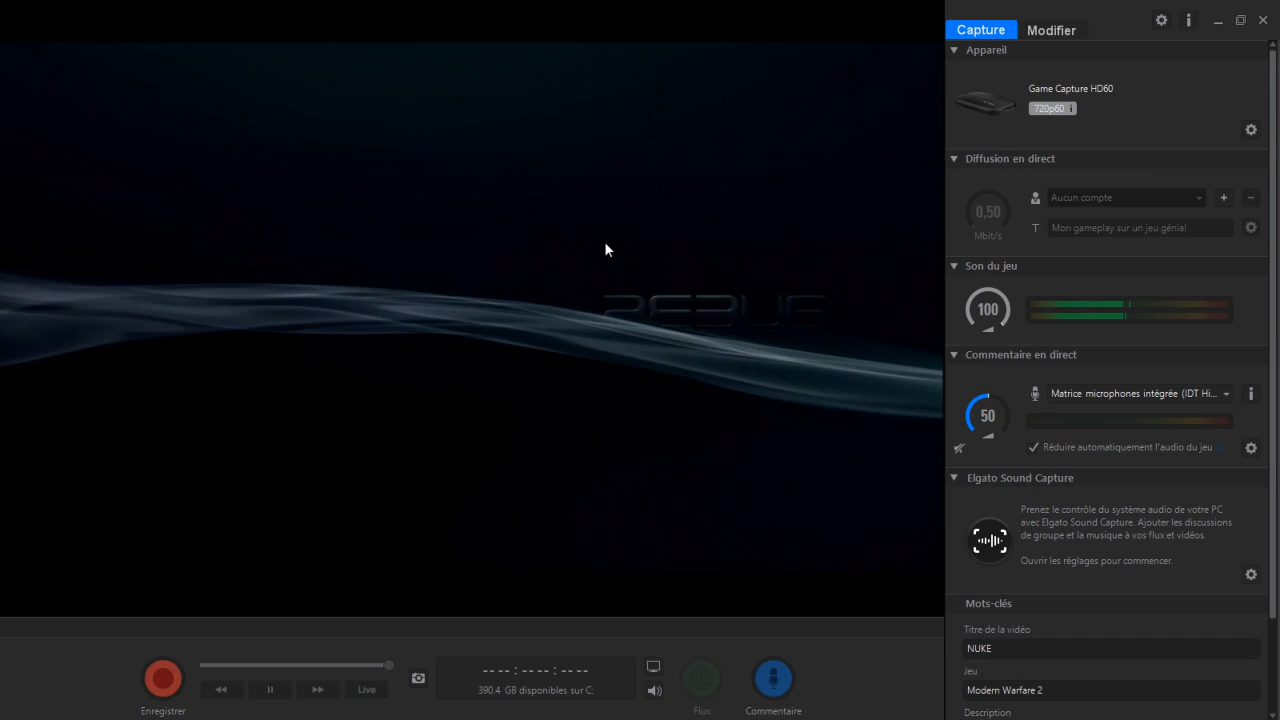 Capture Modifier
Appareil
Game Capture HD60
720p60 i
Diffusion en direct
0,50
Mbit/s
Aucun compte
T Mon gameplay sur un jeu génial
Son du jeu
100
Commentaire en direct
50
Matrice microphones intégrée (IDT Hi...
Réduire automatiquement l'audio du jeu
Elgato Sound Capture
Prenez le contrôle du système audio de votre PC
avec Elgato Sound Capture. Ajouter les discussions
de groupe et la musique à vos flux et vidéos.
Ouvrir les réglages pour commencer.
Mots-clés
Titre de la vidéo
NUKE
Jeu
Modern Warfare 2
Description
REBUG
Live
-- -- : -- -- : -- --
390.4 GB disponibles sur C:
Enregistrer
Flux
Commentaire